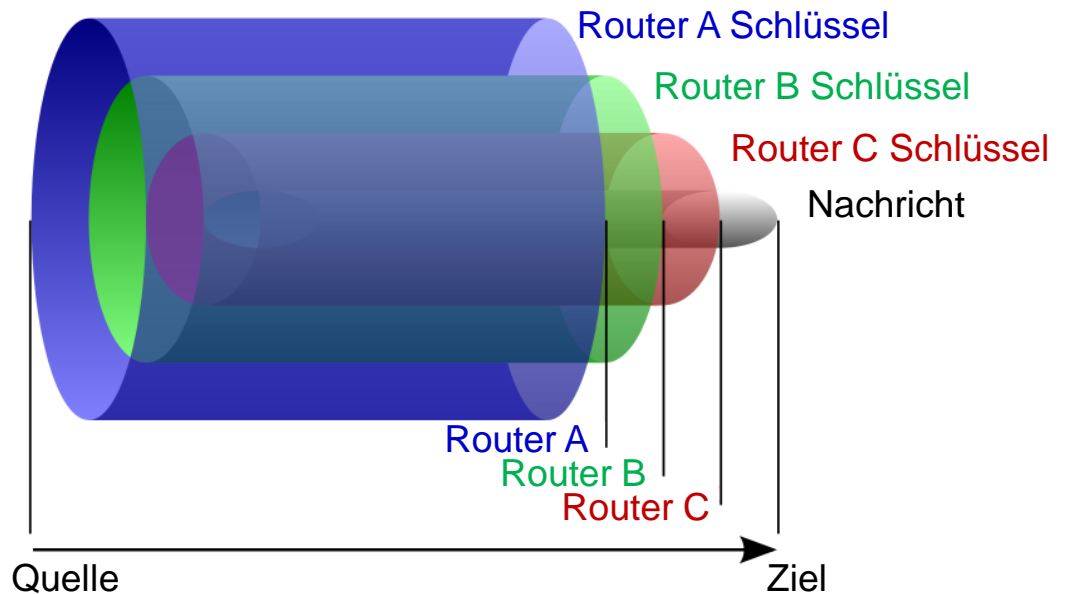 Router A Schlüssel
Router B Schlüssel
Router C Schlüssel
Nachricht
Router A
Router B
Router C
Quelle
Ziel